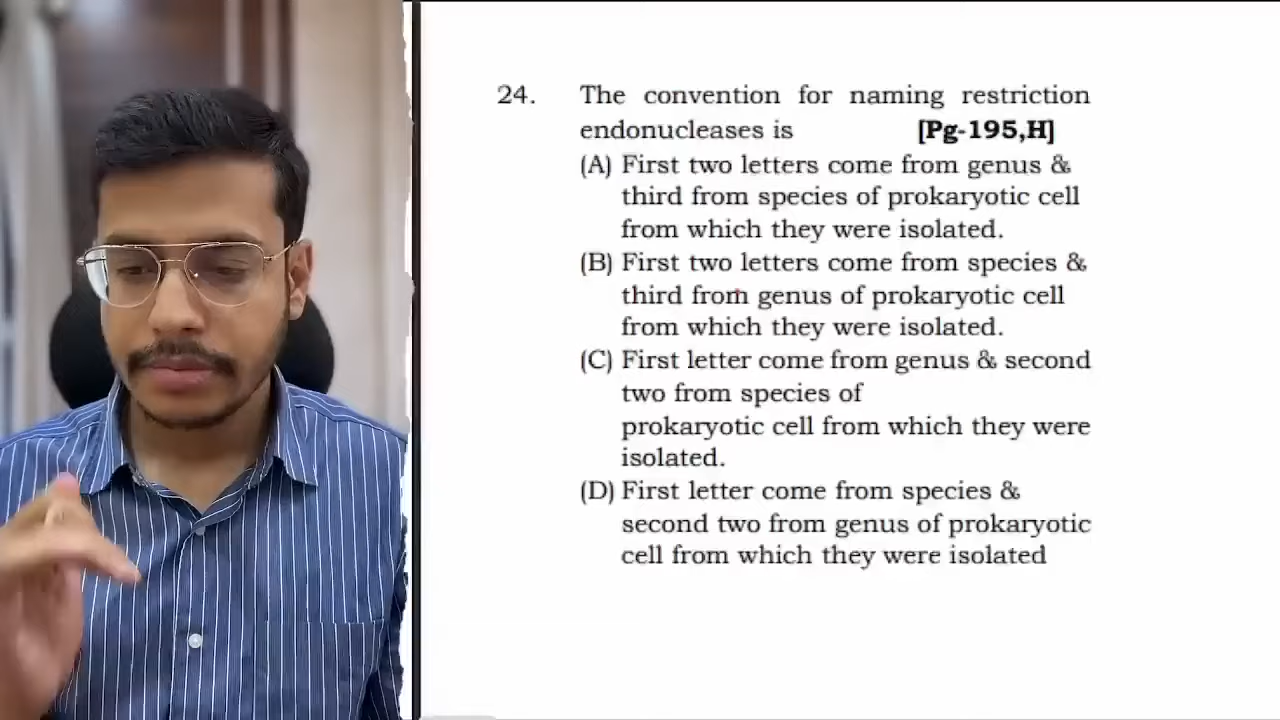 24. The convention for naming restriction
endonucleases is [Pg-195,H]
(A) First two letters come from genus &
third from species of prokaryotic cell
from which they were isolated.
(B) First two letters come from species &
third from genus of prokaryotic cell
from which they were isolated.
(C) First letter come from genus & second
two from species of
prokaryotic cell from which they were
isolated.
(D) First letter come from species &
second two from genus of prokaryotic
cell from which they were isolated